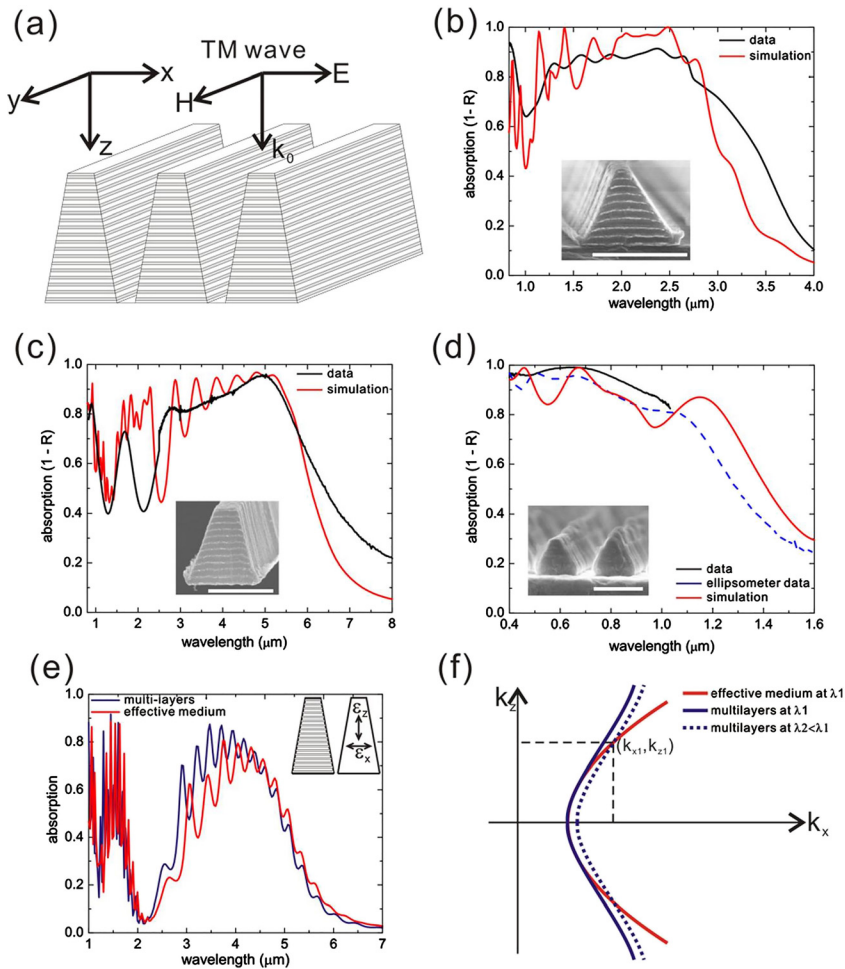 (a)
TM wave
x
y
z
E
H
k0
(b)
data
simulation
absorption (1- R)
1.0
0.8
0.6
0.4
0.2
0.0
1.0 1.5 2.0 2.5 3.0 3.5 4.0
wavelength (μm)
(c)
data
simulation
absorption (1 - R)
1.0
0.8
0.6
0.4
0.2
0.0
1 2 3 4 5 6 7 8
wavelength (μm)
(d)
data
ellipsometer data
simulation
absorption (1 - R)
1.0
0.8
0.6
0.4
0.2
0.0
0.4 0.6 0.8 1.0 1.2 1.4 1.6
wavelength (μm)
(e)
multi-layers
effective medium
εz
εx
absorption
1.0
0.8
0.6
0.4
0.2
0.0
1 2 3 4 5 6 7
wavelength (μm)
(f)
kz
effective medium at λ1
multilayers at λ1
multilayers at λ2<λ1
(kx1,kz1)
kx